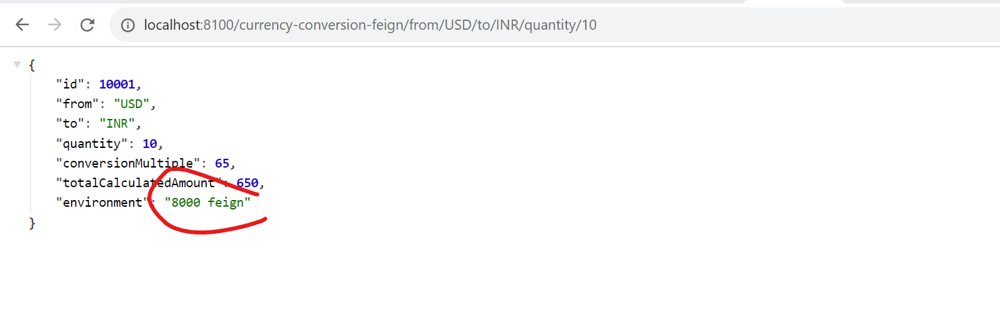 localhost:8100/currency-conversion-feign/from/USD/to/INR/quantity/10
{
"id": 10001,
"from": "USD",
"to": "INR",
"quantity": 10,
"conversionMultiple": 65,
"totalCalculatedAmount": 650,
"environment": "8000 feign"
}